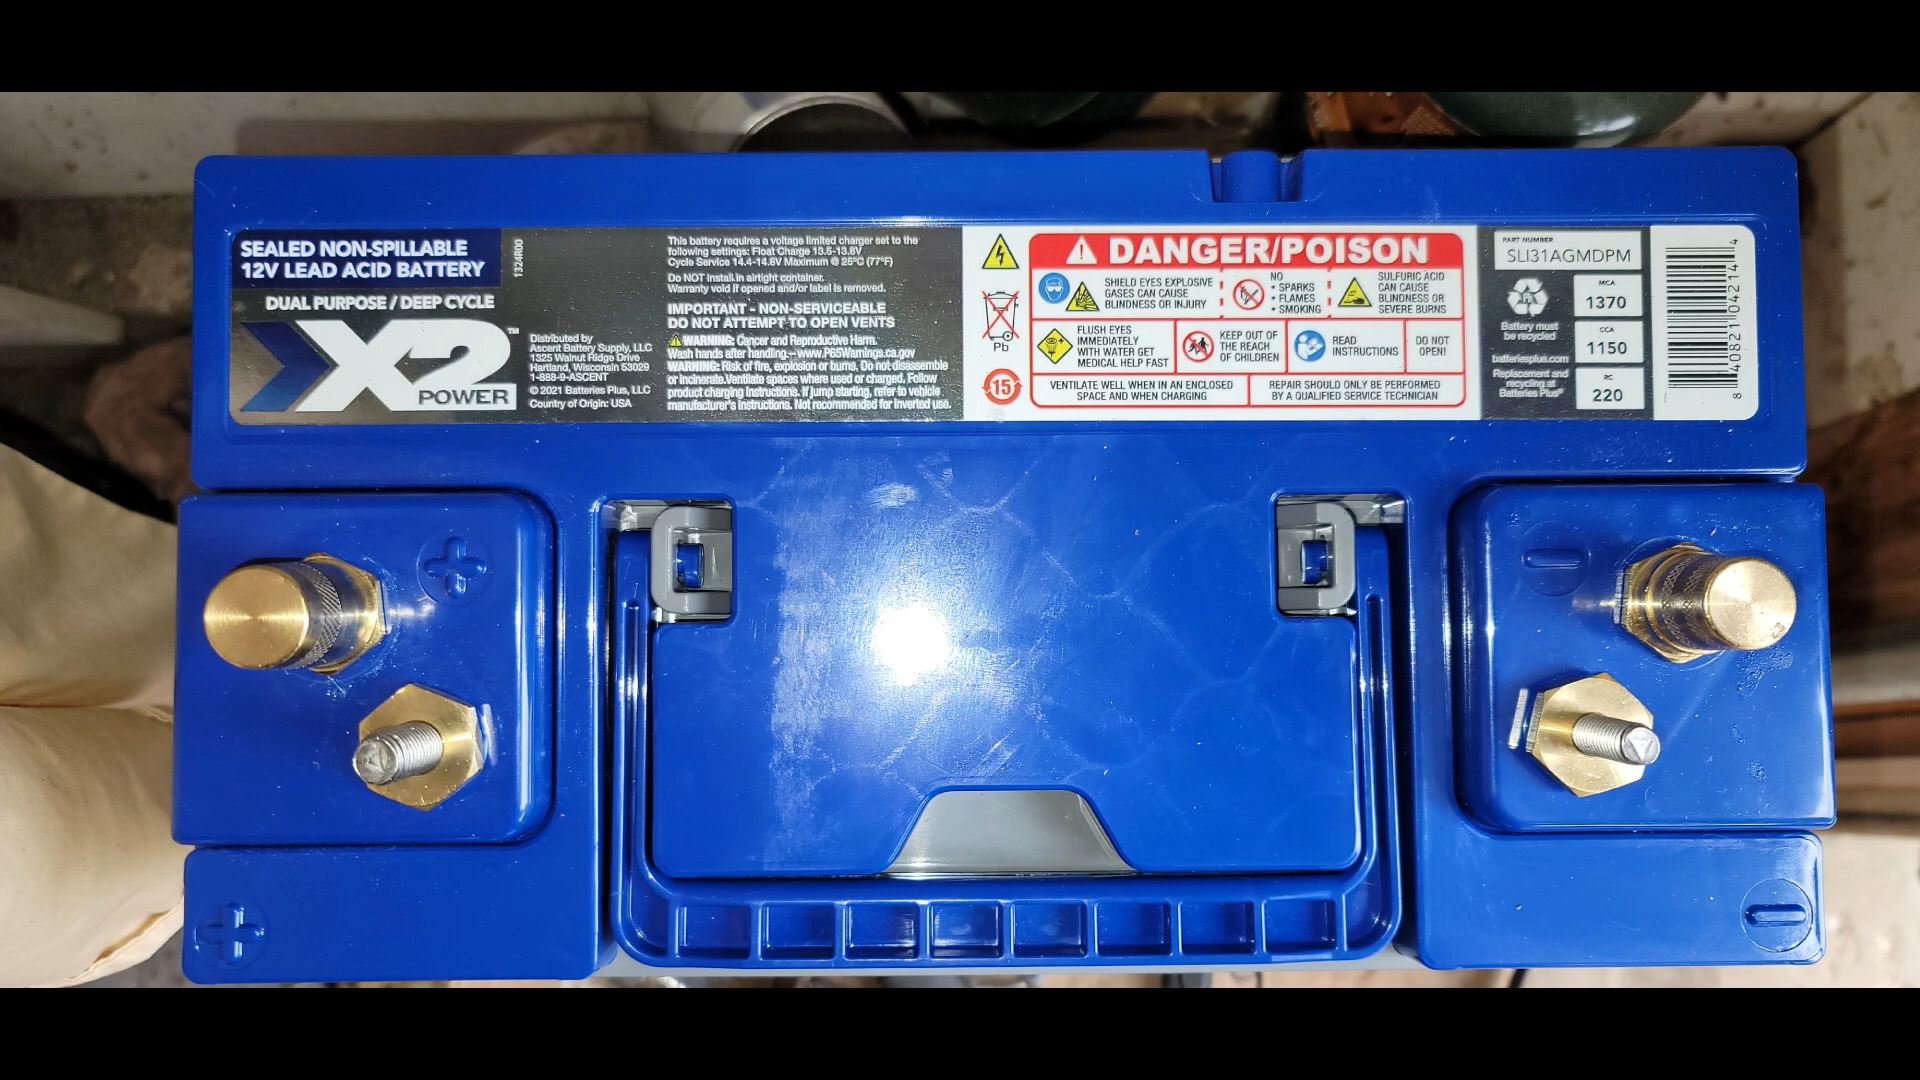 SEALED NON-SPILLABLE
12V LEAD ACID BATTERY
1324R00
DUAL PURPOSE / DEEP CYCLE
X2
POWER
™
Distributed by
Ascent Battery Supply, LLC
1325 Walnut Ridge Drive
Hartland, Wisconsin 53029
1-888-9-ASCENT
© 2021 Batteries Plus, LLC
Country of Origin: USA
This battery requires a voltage limited charger set to the
following settings: Float Charge 13.5-13.8V
Cycle Service 14.4-14.8V Maximum @ 25°C (77°F)
Do NOT install in airtight container.
Warranty void if opened and/or label is removed.
IMPORTANT - NON-SERVICEABLE
DO NOT ATTEMPT TO OPEN VENTS
WARNING: Cancer and Reproductive Harm.
Wash hands after handling.– www.P65Warnings.ca.gov
WARNING: Risk of fire, explosion or burns. Do not disassemble
or incinerate.Ventilate spaces where used or charged. Follow
product charging instructions. If jump starting, refer to vehicle
manufacturer's instructions. Not recommended for inverted use.
Pb
15
DANGER/POISON
SHIELD EYES EXPLOSIVE
GASES CAN CAUSE
BLINDNESS OR INJURY
NO
• SPARKS
• FLAMES
• SMOKING
SULFURIC ACID
CAN CAUSE
BLINDNESS OR
SEVERE BURNS
FLUSH EYES
IMMEDIATELY
WITH WATER GET
MEDICAL HELP FAST
KEEP OUT OF
THE REACH
OF CHILDREN
READ
INSTRUCTIONS
DO NOT
OPEN!
VENTILATE WELL WHEN IN AN ENCLOSED
SPACE AND WHEN CHARGING
REPAIR SHOULD ONLY BE PERFORMED
BY A QUALIFIED SERVICE TECHNICIAN
PART NUMBER
SLI31AGMDPM
Pb
Battery must
be recycled
batteriesplus.com
Replacement and
recycling at
Batteries Plus®
MCA
1370
CCA
1150
RC
220
8 40821 04214 4
+
−
+
−